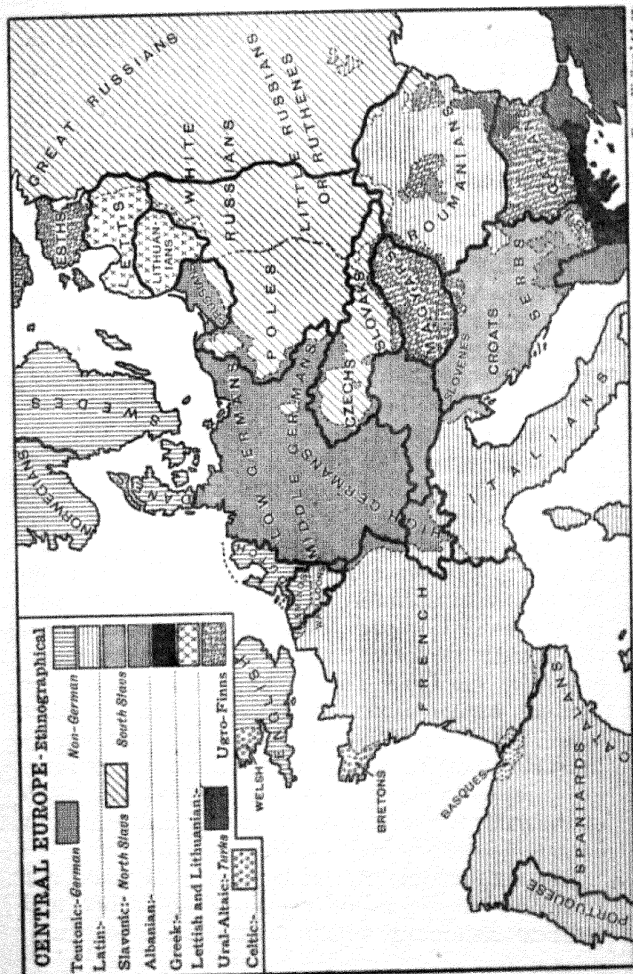 CENTRAL EUROPE - Ethnographical
Teutonic:- German Non-German
Latin:-
Slavonic:- North Slavs South Slavs
Albanian:-
Greek:-
Lettish and Lithuanian:-
Ural-Altaic:- Turks Ugro-Finns
Celtic:-
NORWEGIANS
SWEDES
ESTHS
LETTS
LITHUANIANS
GREAT RUSSIANS
WHITE
RUSSIANS
LITTLE RUSSIANS
OR RUTHENES
POLES
LOW GERMANS
MIDDLE GERMANS
HIGH GERMANS
CZECHS
SLOVAKS
MAGYARS
ROUMANIANS
SLOVENES
CROATS
SERBS
ITALIANS
WELSH
ENGLISH
BRETONS
FRENCH
BASQUES
SPANIARDS
CATALANS
PORTUGUESE